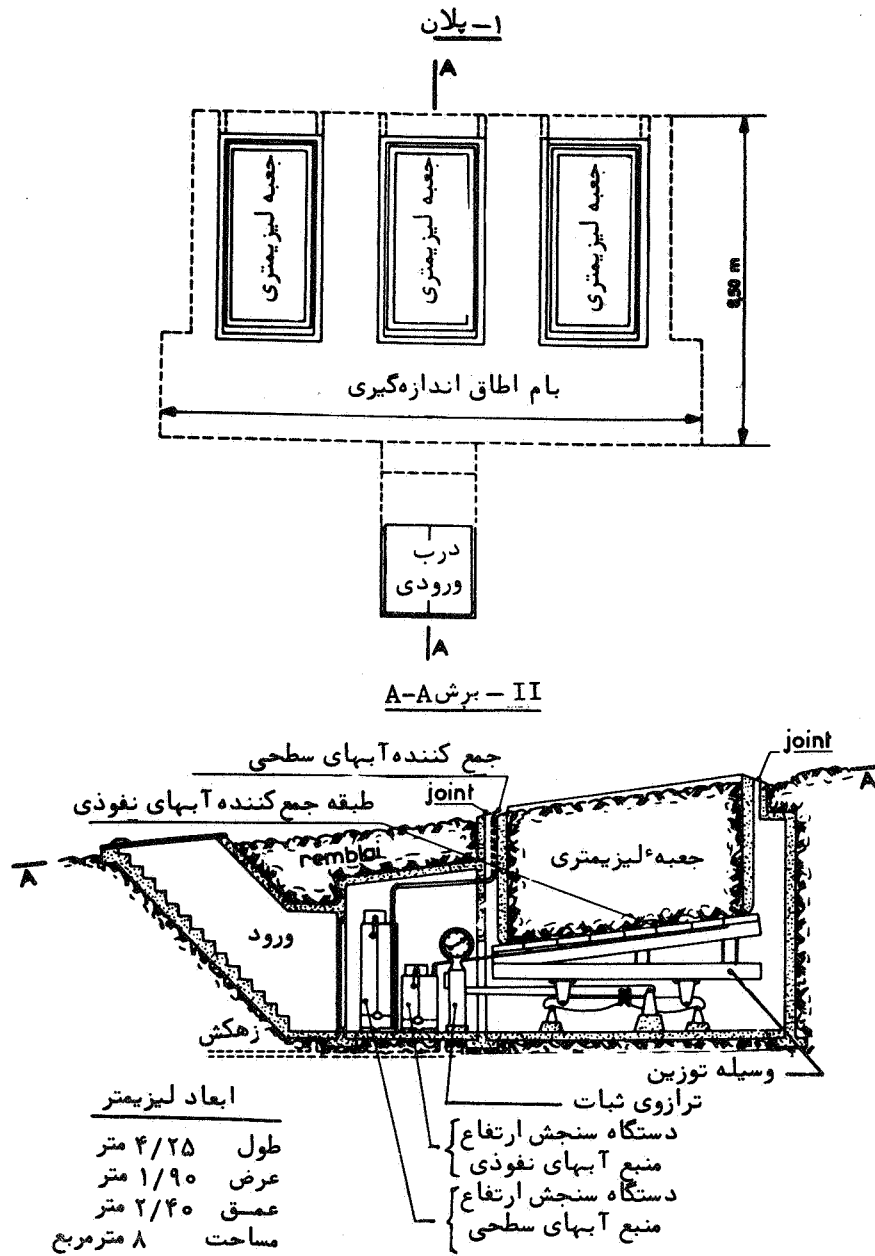 ۱- پلان
A
جعبه لیزیمتری
جعبه لیزیمتری
جعبه لیزیمتری
8,50 m
بام اطاق اندازه‌گیری
درب
ورودی
A
II - برش A-A
جمع کننده آبهای سطحی
joint
joint
طبقه جمع کننده آبهای نفوذی
A
remblai
جعبهٔ لیزیمتری
A
ورود
زهکش
وسیله توزین
ترازوی ثبات
دستگاه سنجش ارتفاع
منبع آبهای نفوذی
دستگاه سنجش ارتفاع
منبع آبهای سطحی
ابعاد لیزیمتر
طول ۴/۲۵ متر
عرض ۱/۹۰ متر
عمق ۲/۴۰ متر
مساحت ۸ مترمربع